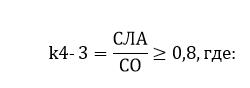 k4- 3 = СЛА/СО ≥ 0,8, где: